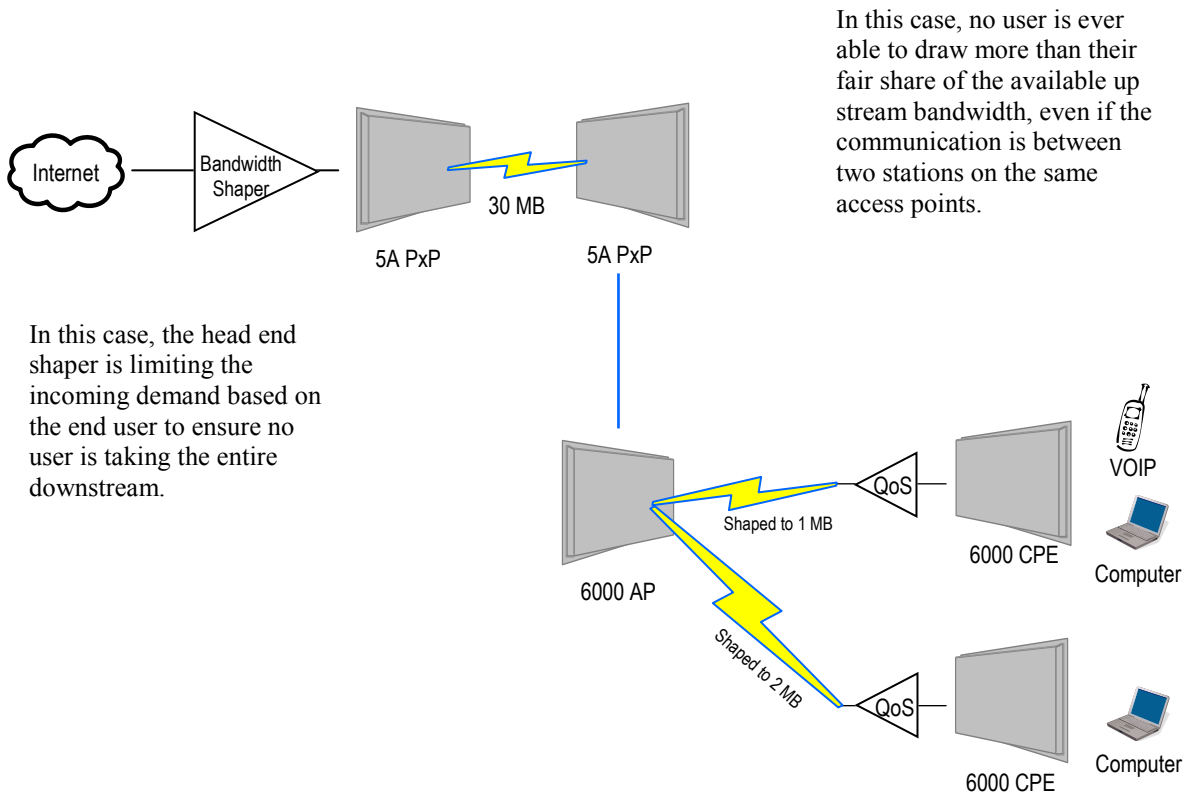 In this case, no user is ever
able to draw more than their
fair share of the available up
stream bandwidth, even if the
communication is between
two stations on the same
access points.
Internet
Bandwidth
Shaper
30 MB
5A PxP
5A PxP
In this case, the head end
shaper is limiting the
incoming demand based on
the end user to ensure no
user is taking the entire
downstream.
VOIP
QoS
Shaped to 1 MB
6000 CPE
Computer
6000 AP
Shaped to 2 MB
QoS
Computer
6000 CPE